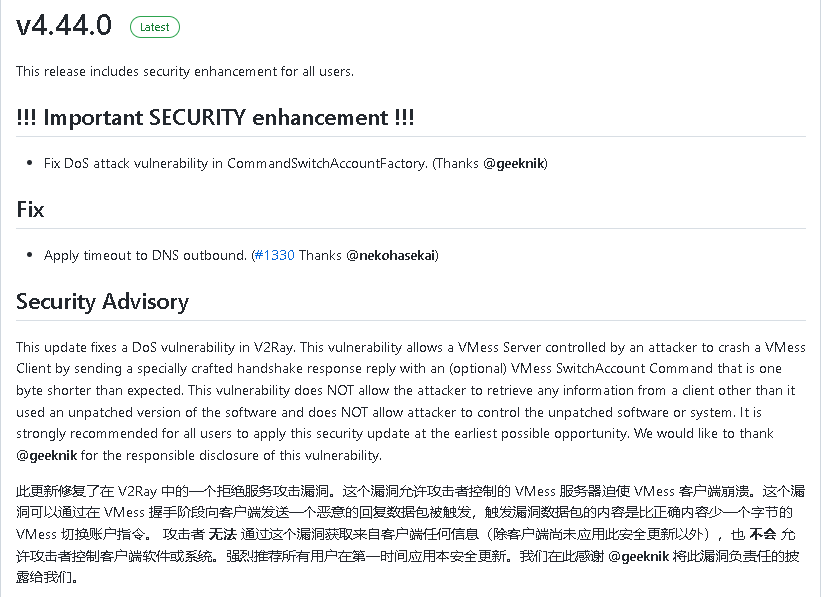 v4.44.0 Latest
This release includes security enhancement for all users.
!!! Important SECURITY enhancement !!!
• Fix DoS attack vulnerability in CommandSwitchAccountFactory. (Thanks @geeknik)
Fix
• Apply timeout to DNS outbound. (#1330 Thanks @nekohasekai)
Security Advisory
This update fixes a DoS vulnerability in V2Ray. This vulnerability allows a VMess Server controlled by an attacker to crash a VMess
Client by sending a specially crafted handshake response reply with an (optional) VMess SwitchAccount Command that is one
byte shorter than expected. This vulnerability does NOT allow the attacker to retrieve any information from a client other than it
used an unpatched version of the software and does NOT allow attacker to control the unpatched software or system. It is
strongly recommended for all users to apply this security update at the earliest possible opportunity. We would like to thank
@geeknik for the responsible disclosure of this vulnerability.
此更新修复了在 V2Ray 中的一个拒绝服务攻击漏洞。这个漏洞允许攻击者控制的 VMess 服务器迫使 VMess 客户端崩溃。这个漏
洞可以通过在 VMess 握手阶段向客户端发送一个恶意的回复数据包被触发，触发漏洞数据包的内容是比正确内容少一个字节的
VMess 切换账户指令。 攻击者 无法 通过这个漏洞获取来自客户端任何信息（除客户端尚未应用此安全更新以外），也 不会 允
许攻击者控制客户端软件或系统。强烈推荐所有用户在第一时间应用本安全更新。我们在此感谢 @geeknik 将此漏洞负责任的披
露给我们。